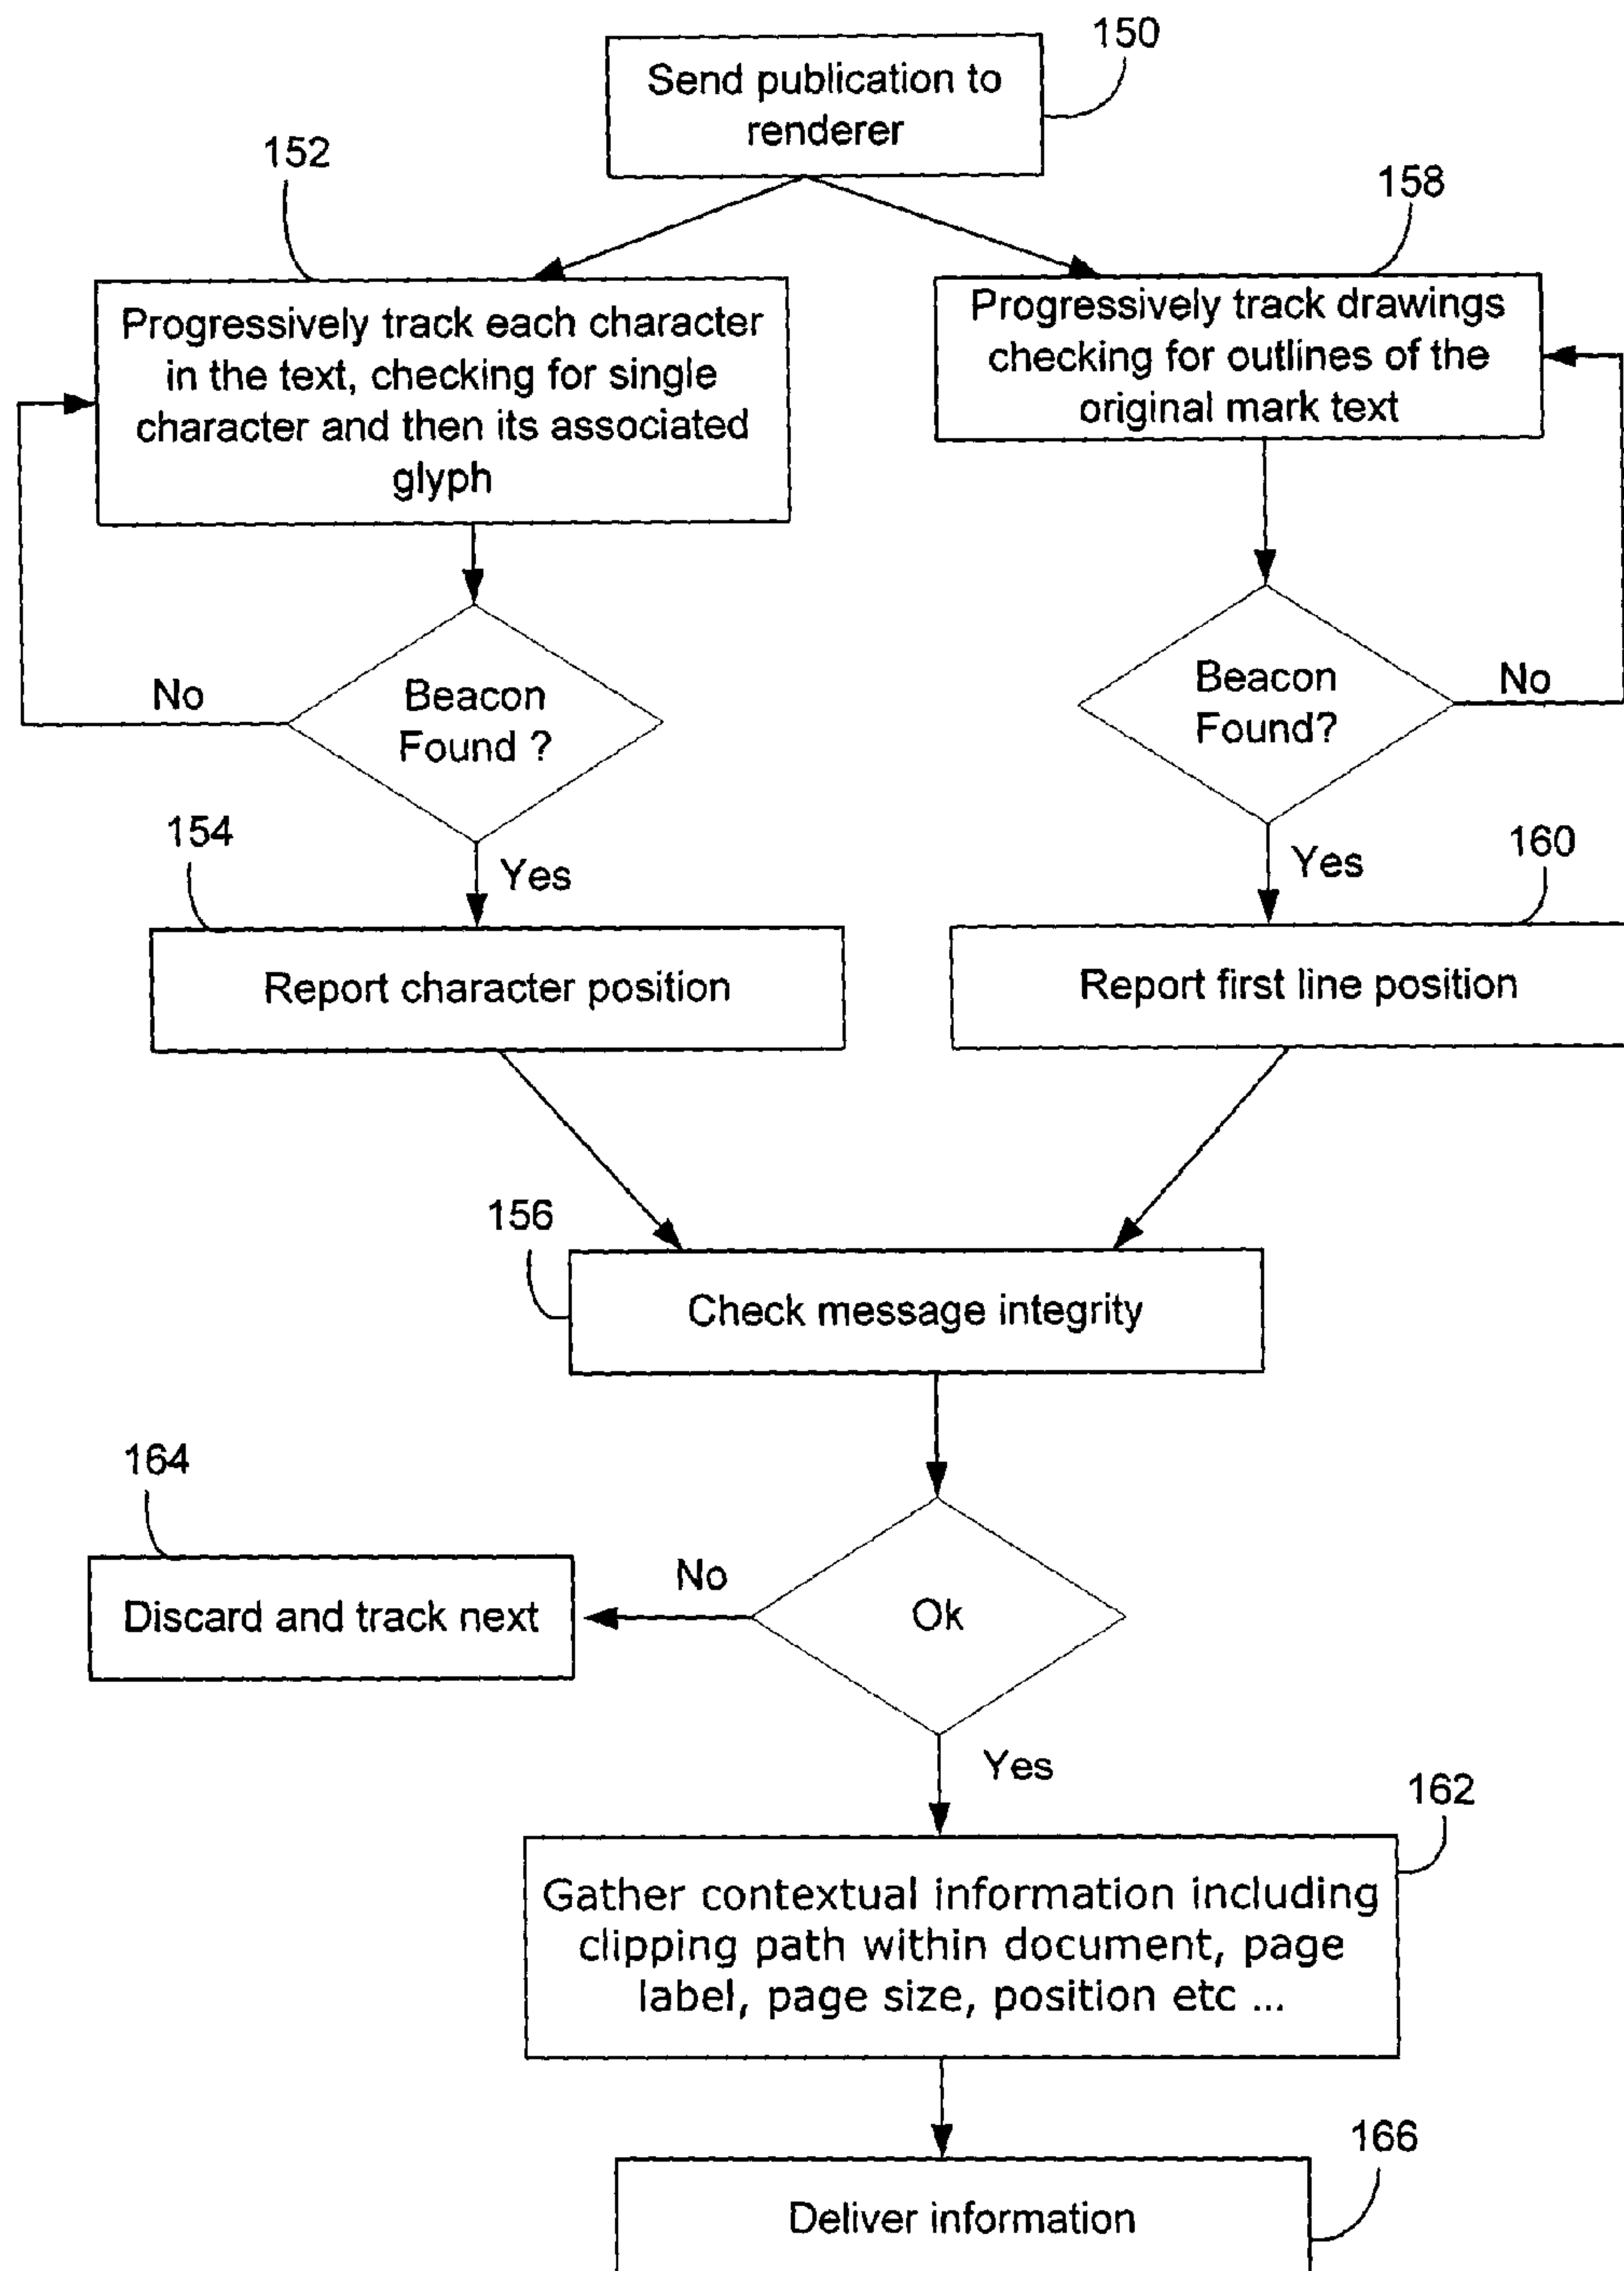 150
Send publication to
renderer
152
158
Progressively track each character
in the text, checking for single
character and then its associated
glyph
Progressively track drawings
checking for outlines of the
original mark text
No
Beacon
Found ?
Beacon
Found?
No
154
Yes
Yes
160
Report character position
Report first line position
156
Check message integrity
164
No
Discard and track next
Ok
Yes
162
Gather contextual information including
clipping path within document, page
label, page size, position etc ...
166
Deliver information